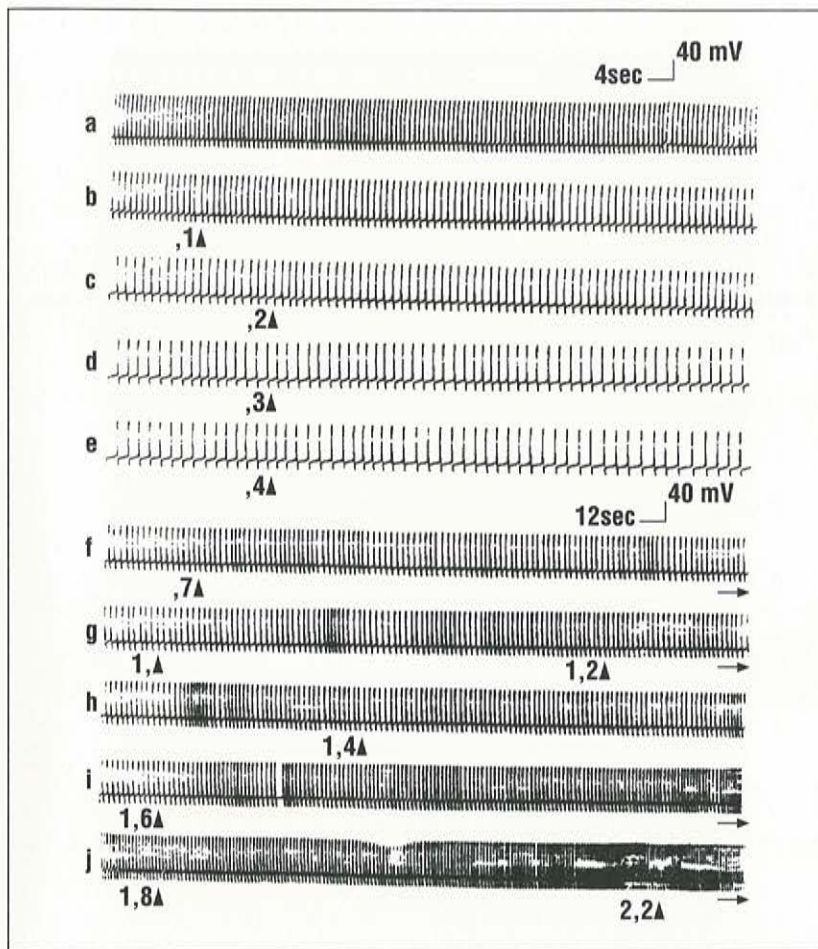 40 mV
4sec
a
b
,1▲
c
,2▲
d
,3▲
e
,4▲
40 mV
12sec
f
,7▲
g
1,▲ 1,2▲
h
1,4▲
i
1,6▲
j
1,8▲ 2,2▲